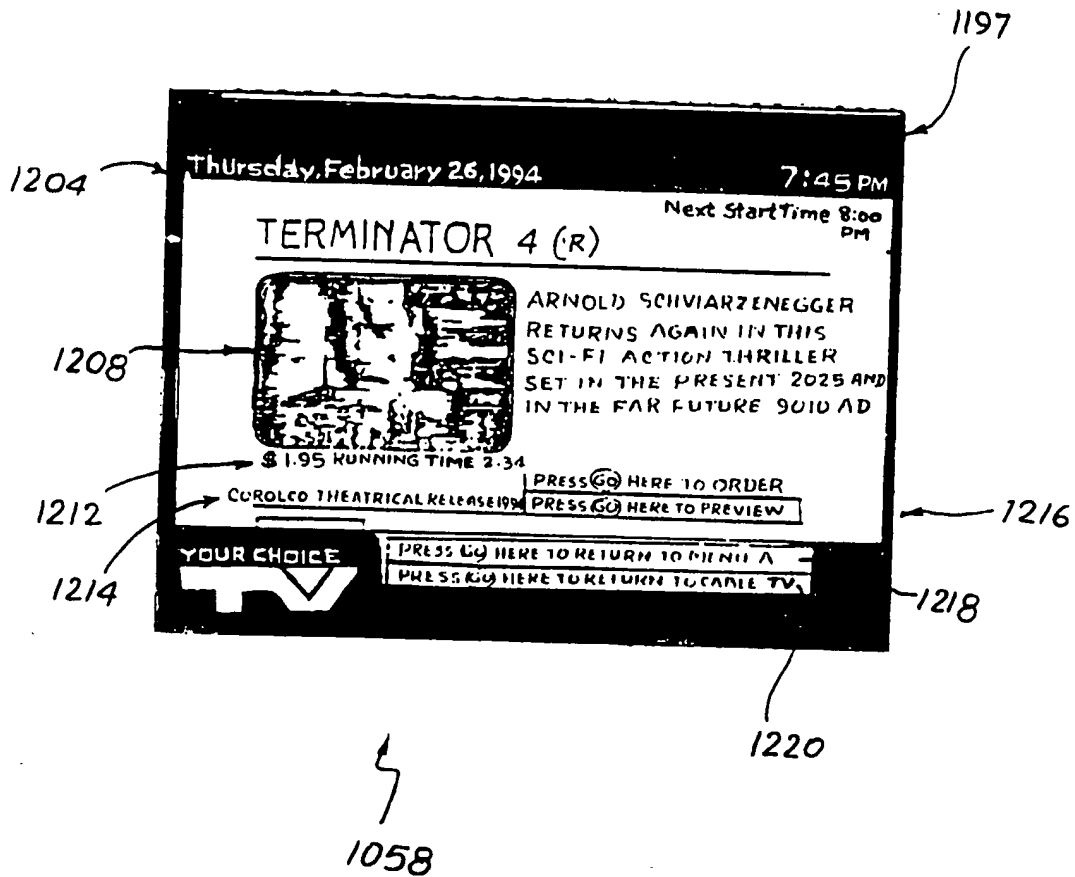 1197
Thursday, February 26, 1994 7:45 PM
1204
Next Start Time 8:00
PM
TERMINATOR 4 (R)
ARNOLD SCHVIARZENEGGER
RETURNS AGAIN IN THIS
SCI-FI ACTION THRILLER
SET IN THE PRESENT 2025 AND
IN THE FAR FUTURE 9010 AD
1208
$1.95 RUNNING TIME 2.34
1212
PRESS GO HERE TO ORDER
COROLCO THEATRICAL RELEASE 1994
PRESS GO HERE TO PREVIEW
1216
YOUR CHOICE
TV
PRESS GO HERE TO RETURN TO MENU A
PRESS GO HERE TO RETURN TO CABLE TV
1214
1218
1220
1058